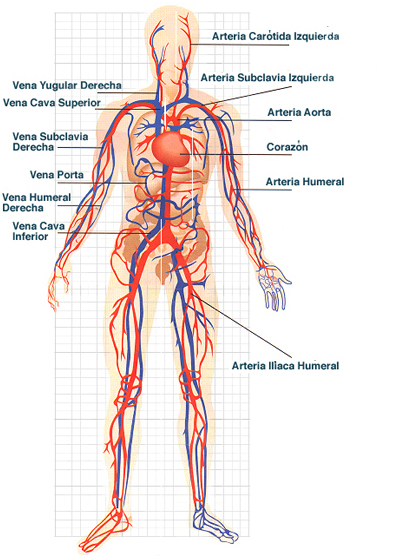 Arteria Carótida Izquierda
Arteria Subclavia Izquierda
Vena Yugular Derecha
Vena Cava Superior
Arteria Aorta
Vena Subclavia
Derecha
Corazón
Vena Porta
Arteria Humeral
Vena Humeral
Derecha
Vena Cava
Inferior
Arteria Ilìaca Humeral